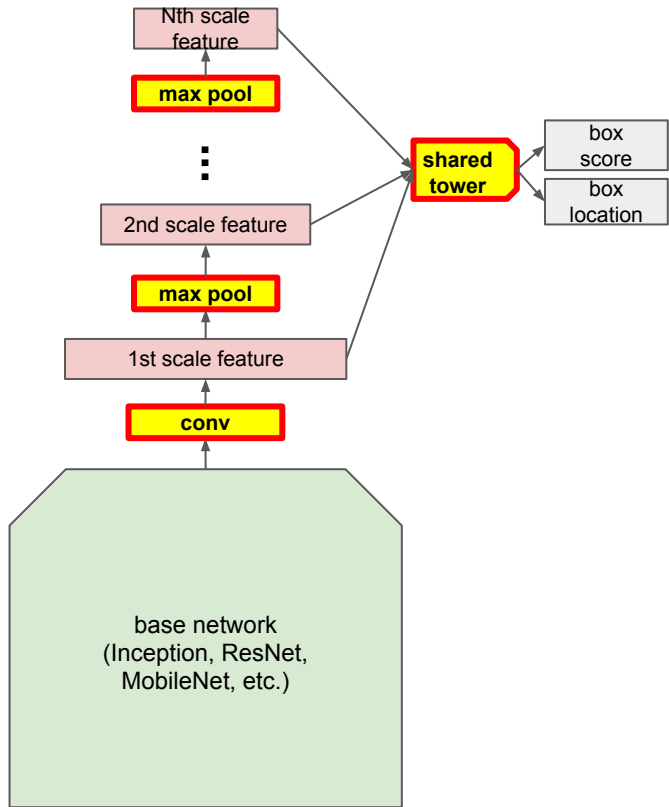 Nth scale
feature
max pool
shared
tower
box
score
box
location
2nd scale feature
max pool
1st scale feature
conv
base network
(Inception, ResNet,
MobileNet, etc.)